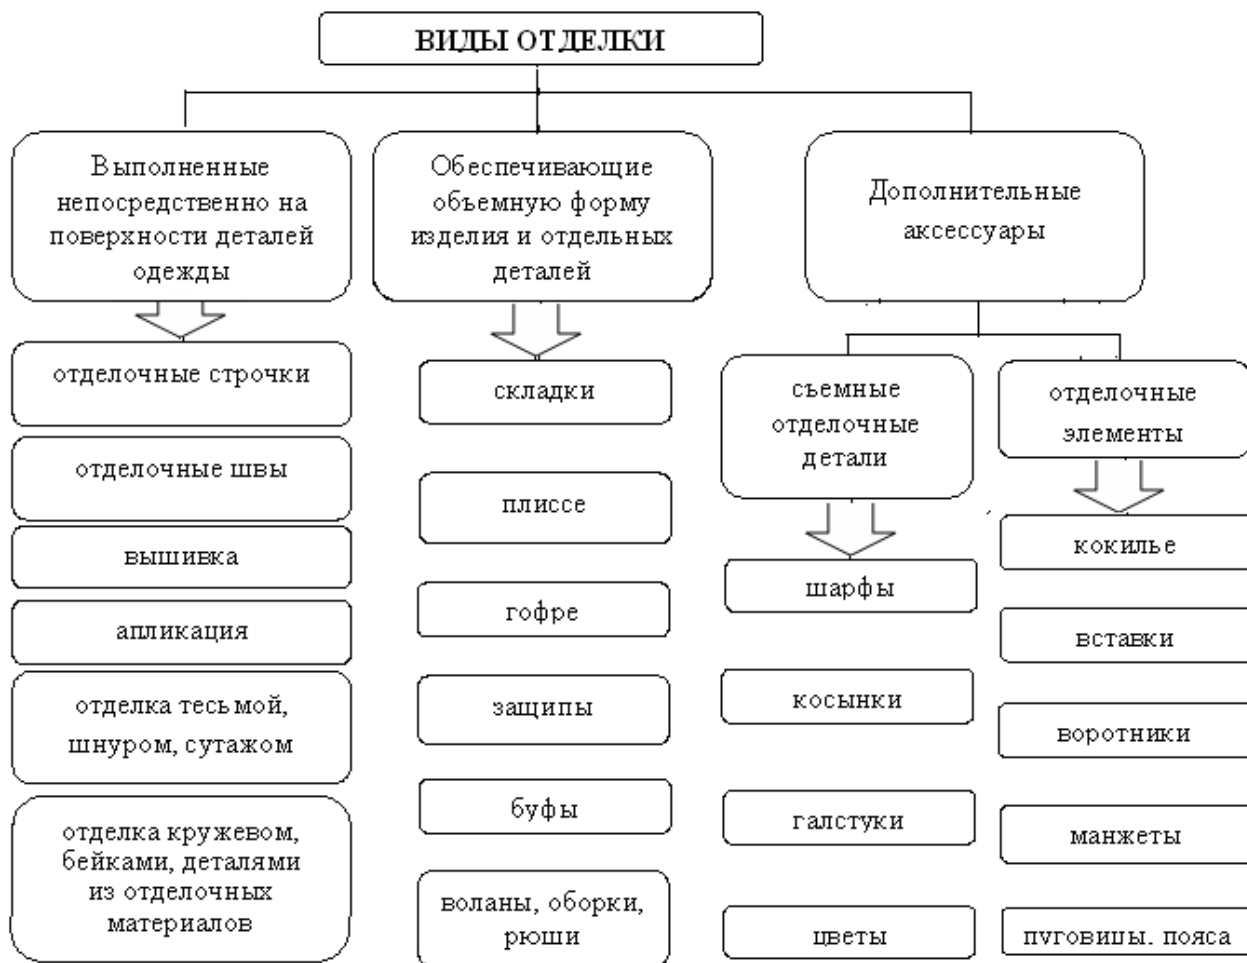 ВИДЫ ОТДЕЛКИ
Выполненные
непосредственно на
поверхности деталей
одежды
отделочные строчки
отделочные швы
вышивка
апликация
отделка тесьмой,
шнуром, сутажом
отделка кружевом,
бейками, деталями
из отделочных
материалов
Обеспечивающие
объемную форму
изделия и отдельных
деталей
складки
плиссе
гофре
защипы
буфы
воланы, оборки,
рюши
Дополнительные
аксессуары
съемные
отделочные
детали
шарфы
косынки
галстуки
цветы
отделочные
элементы
кокилье
вставки
воротники
манжеты
пуговицы. пояса